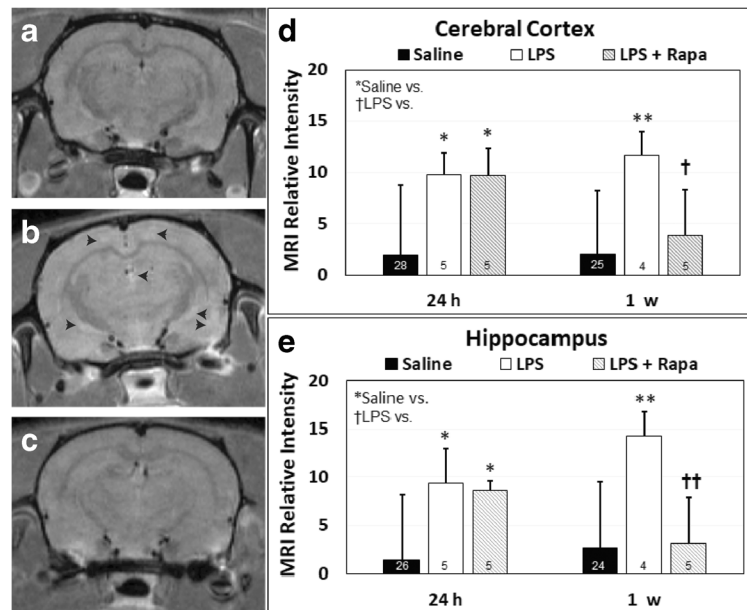 a
b
c
d
Cerebral Cortex
Saline LPS LPS + Rapa
*Saline vs.
†LPS vs.
MRI Relative Intensity
20
15
10
5
0
* * ** †
28 5 5 25 4 5
24 h 1 w
e
Hippocampus
Saline LPS LPS + Rapa
*Saline vs.
†LPS vs.
MRI Relative Intensity
20
15
10
5
0
* * ** ††
26 5 5 24 4 5
24 h 1 w